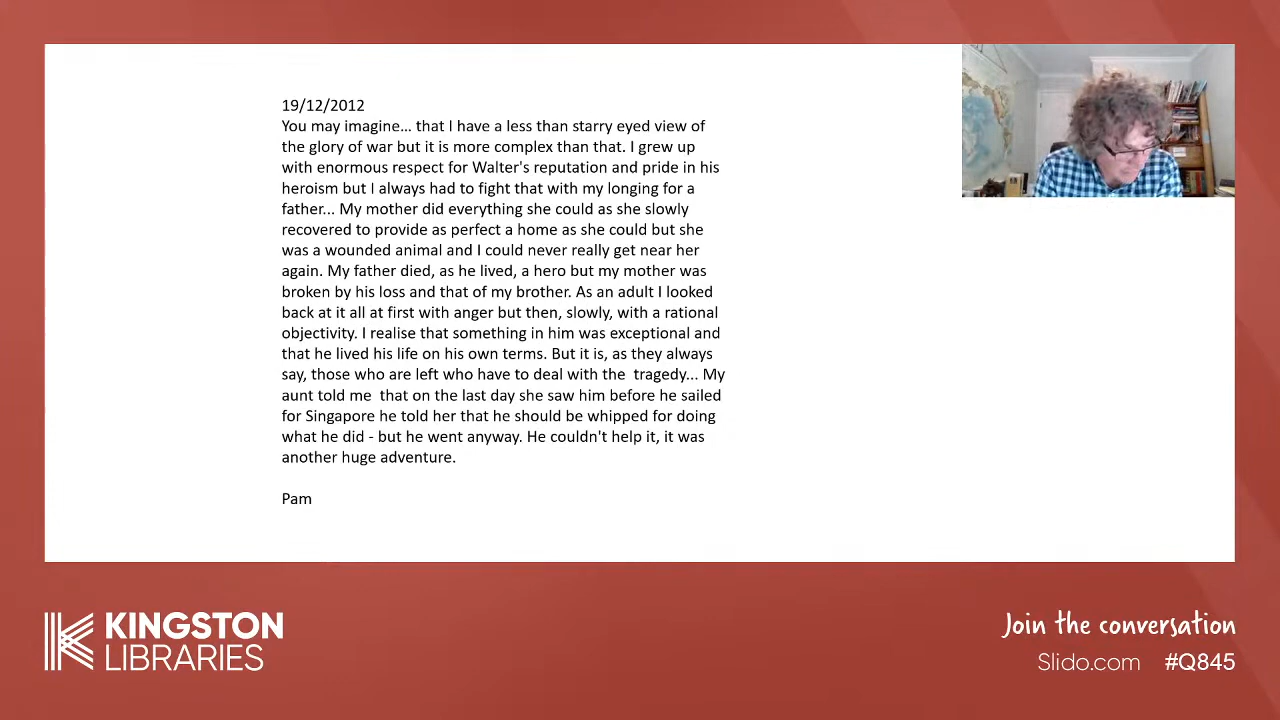 19/12/2012
You may imagine... that I have a less than starry eyed view of
the glory of war but it is more complex than that. I grew up
with enormous respect for Walter's reputation and pride in his
heroism but I always had to fight that with my longing for a
father... My mother did everything she could as she slowly
recovered to provide as perfect a home as she could but she
was a wounded animal and I could never really get near her
again. My father died, as he lived, a hero but my mother was
broken by his loss and that of my brother. As an adult I looked
back at it all at first with anger but then, slowly, with a rational
objectivity. I realise that something in him was exceptional and
that he lived his life on his own terms. But it is, as they always
say, those who are left who have to deal with the  tragedy... My
aunt told me  that on the last day she saw him before he sailed
for Singapore he told her that he should be whipped for doing
what he did - but he went anyway. He couldn't help it, it was
another huge adventure.
Pam
KINGSTON
LIBRARIES
Join the conversation
Slido.com #Q845